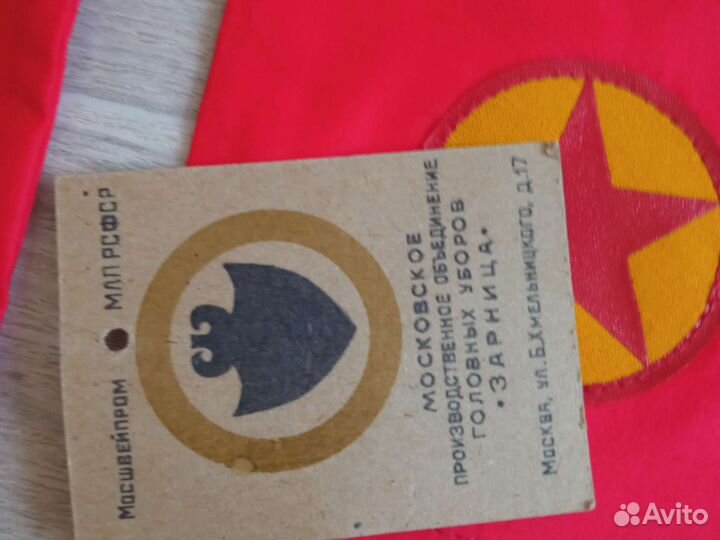 Мосшвейпром МЛП РСФСР
МОСКОВСКОЕ
ПРОИЗВОДСТВЕННОЕ ОБЪЕДИНЕНИЕ
ГОЛОВНЫХ УБОРОВ
•ЗАРНИЦА•
Москва, ул. Б.Хмельницкого, д.17
Avito